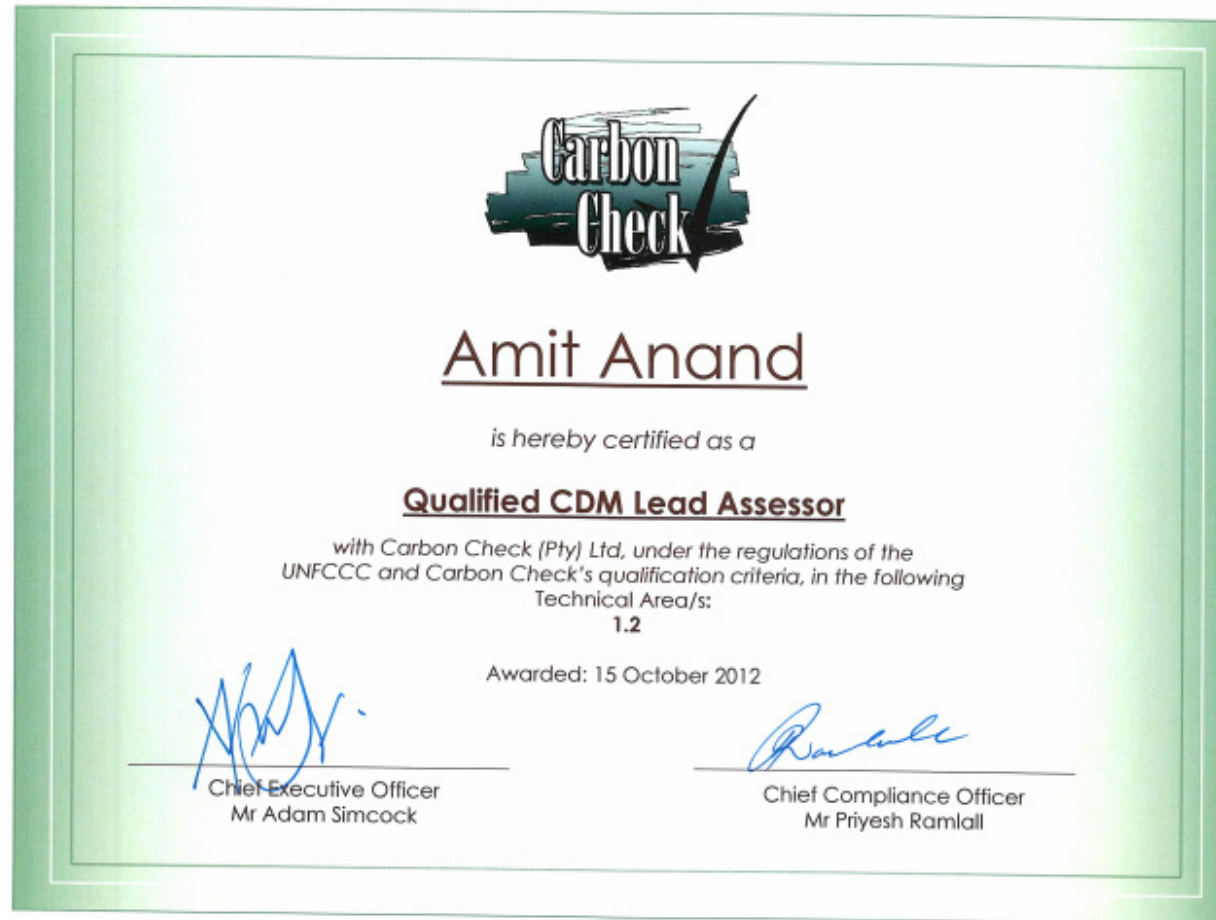 Carbon
Check
Amit Anand
is hereby certified as a
Qualified CDM Lead Assessor
with Carbon Check (Pty) Ltd, under the regulations of the
UNFCCC and Carbon Check's qualification criteria, in the following
Technical Area/s:
1.2
Awarded: 15 October 2012
Chief Executive Officer
Mr Adam Simcock
Chief Compliance Officer
Mr Priyesh Ramlall